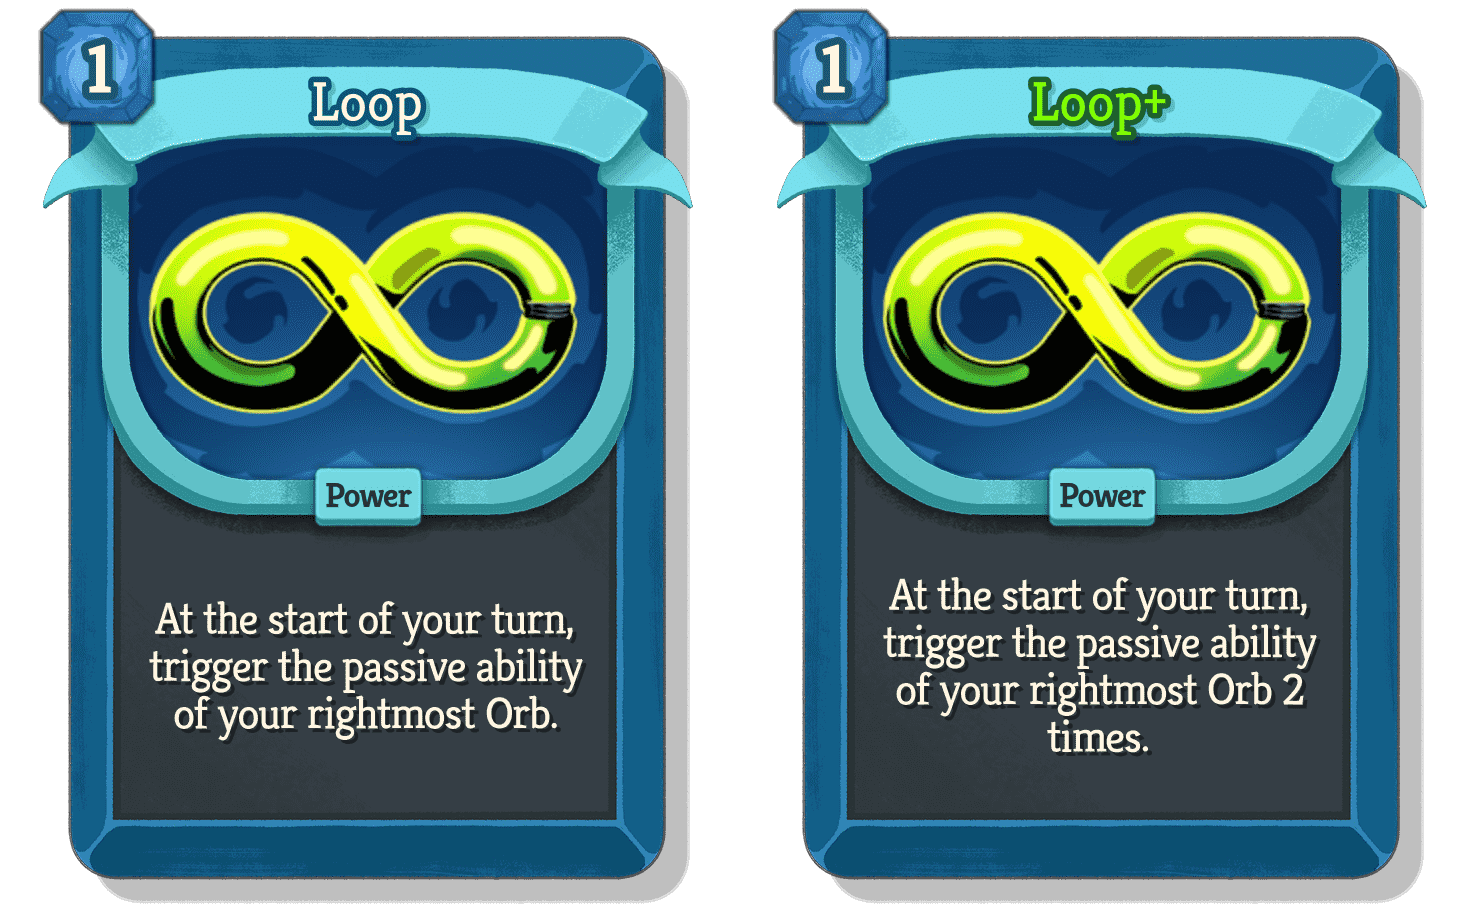 1
Loop
Power
At the start of your turn,
trigger the passive ability
of your rightmost Orb.
1
Loop+
Power
At the start of your turn,
trigger the passive ability
of your rightmost Orb 2
times.